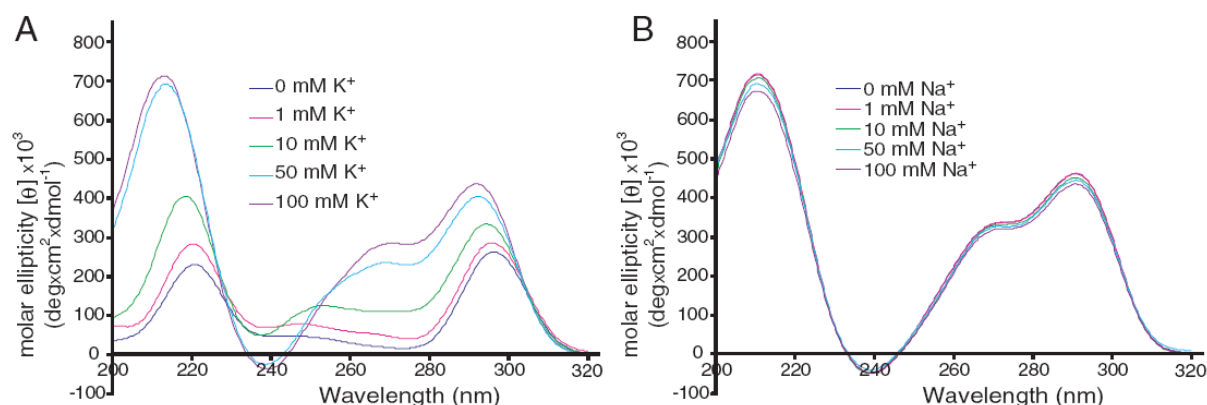 A
molar ellipticity [θ] x10³
(degxcm²xdmol⁻¹)
800
700
600
500
400
300
200
100
0
-100
0 mM K⁺
1 mM K⁺
10 mM K⁺
50 mM K⁺
100 mM K⁺
200 220 240 260 280 300 320
Wavelength (nm)
B
molar ellipticity [θ] x10³
(degxcm²xdmol⁻¹)
800
700
600
500
400
300
200
100
0
-100
0 mM Na⁺
1 mM Na⁺
10 mM Na⁺
50 mM Na⁺
100 mM Na⁺
200 220 240 260 280 300 320
Wavelength (nm)